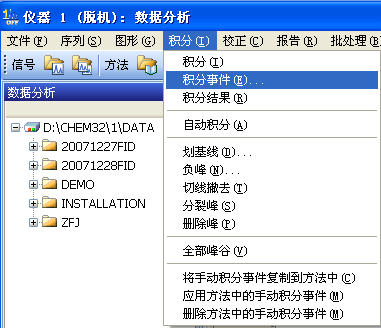 仪器 1 (脱机): 数据分析
文件(F) 序列(S) 图形(G) 积分(I) 校正(C) 报告(R) 批处理(B)
信号 方法
数据分析
D:\CHEM32\1\DATA
20071227FID
20071228FID
DEMO
INSTALLATION
ZFJ
积分(I)
积分事件(E)...
积分结果(R)
自动积分(A)
划基线(D)...
负峰(N)...
切线撇去(T)
分裂峰(S)
删除峰(P)
全部峰谷(V)
将手动积分事件复制到方法中(C)
应用方法中的手动积分事件(M)
删除方法中的手动积分事件(M)